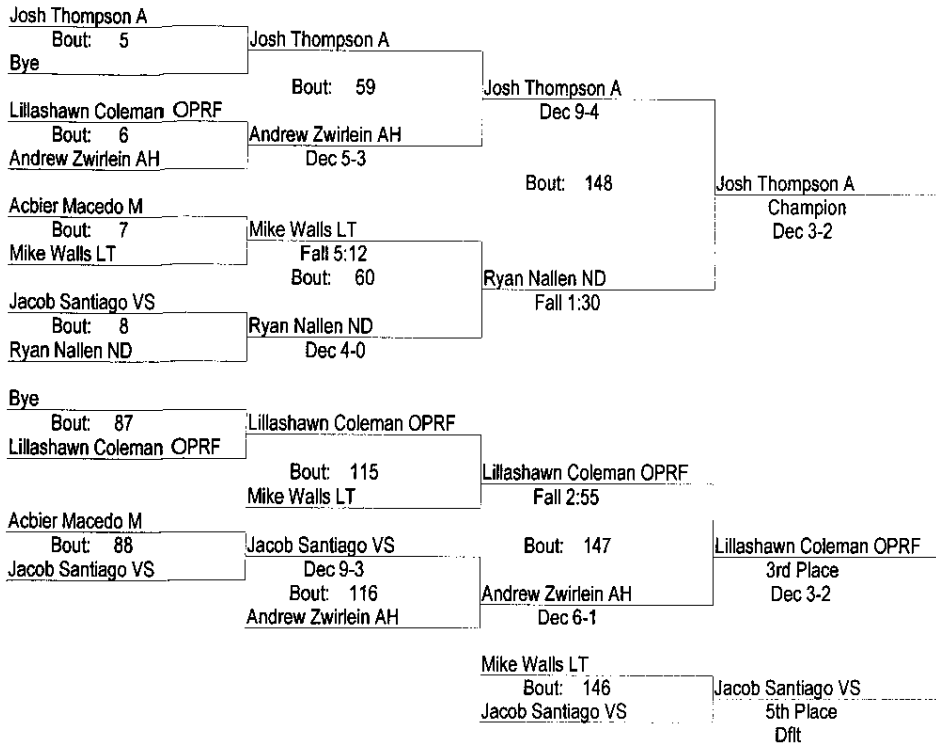 Josh Thompson A
Bout: 5
Bye
Josh Thompson A
Bout: 59
Lillashawn Coleman OPRF
Bout: 6
Andrew Zwirlein AH
Andrew Zwirlein AH
Dec 5-3
Josh Thompson A
Dec 9-4
Bout: 148
Josh Thompson A
Champion
Dec 3-2
Acbier Macedo M
Bout: 7
Mike Walls LT
Mike Walls LT
Fall 5:12
Bout: 60
Jacob Santiago VS
Bout: 8
Ryan Nallen ND
Ryan Nallen ND
Dec 4-0
Ryan Nallen ND
Fall 1:30
Bye
Bout: 87
Lillashawn Coleman OPRF
Lillashawn Coleman OPRF
Bout: 115
Mike Walls LT
Lillashawn Coleman OPRF
Fall 2:55
Acbier Macedo M
Bout: 88
Jacob Santiago VS
Jacob Santiago VS
Dec 9-3
Bout: 116
Andrew Zwirlein AH
Bout: 147
Andrew Zwirlein AH
Dec 6-1
Lillashawn Coleman OPRF
3rd Place
Dec 3-2
Mike Walls LT
Bout: 146
Jacob Santiago VS
Jacob Santiago VS
5th Place
Dflt